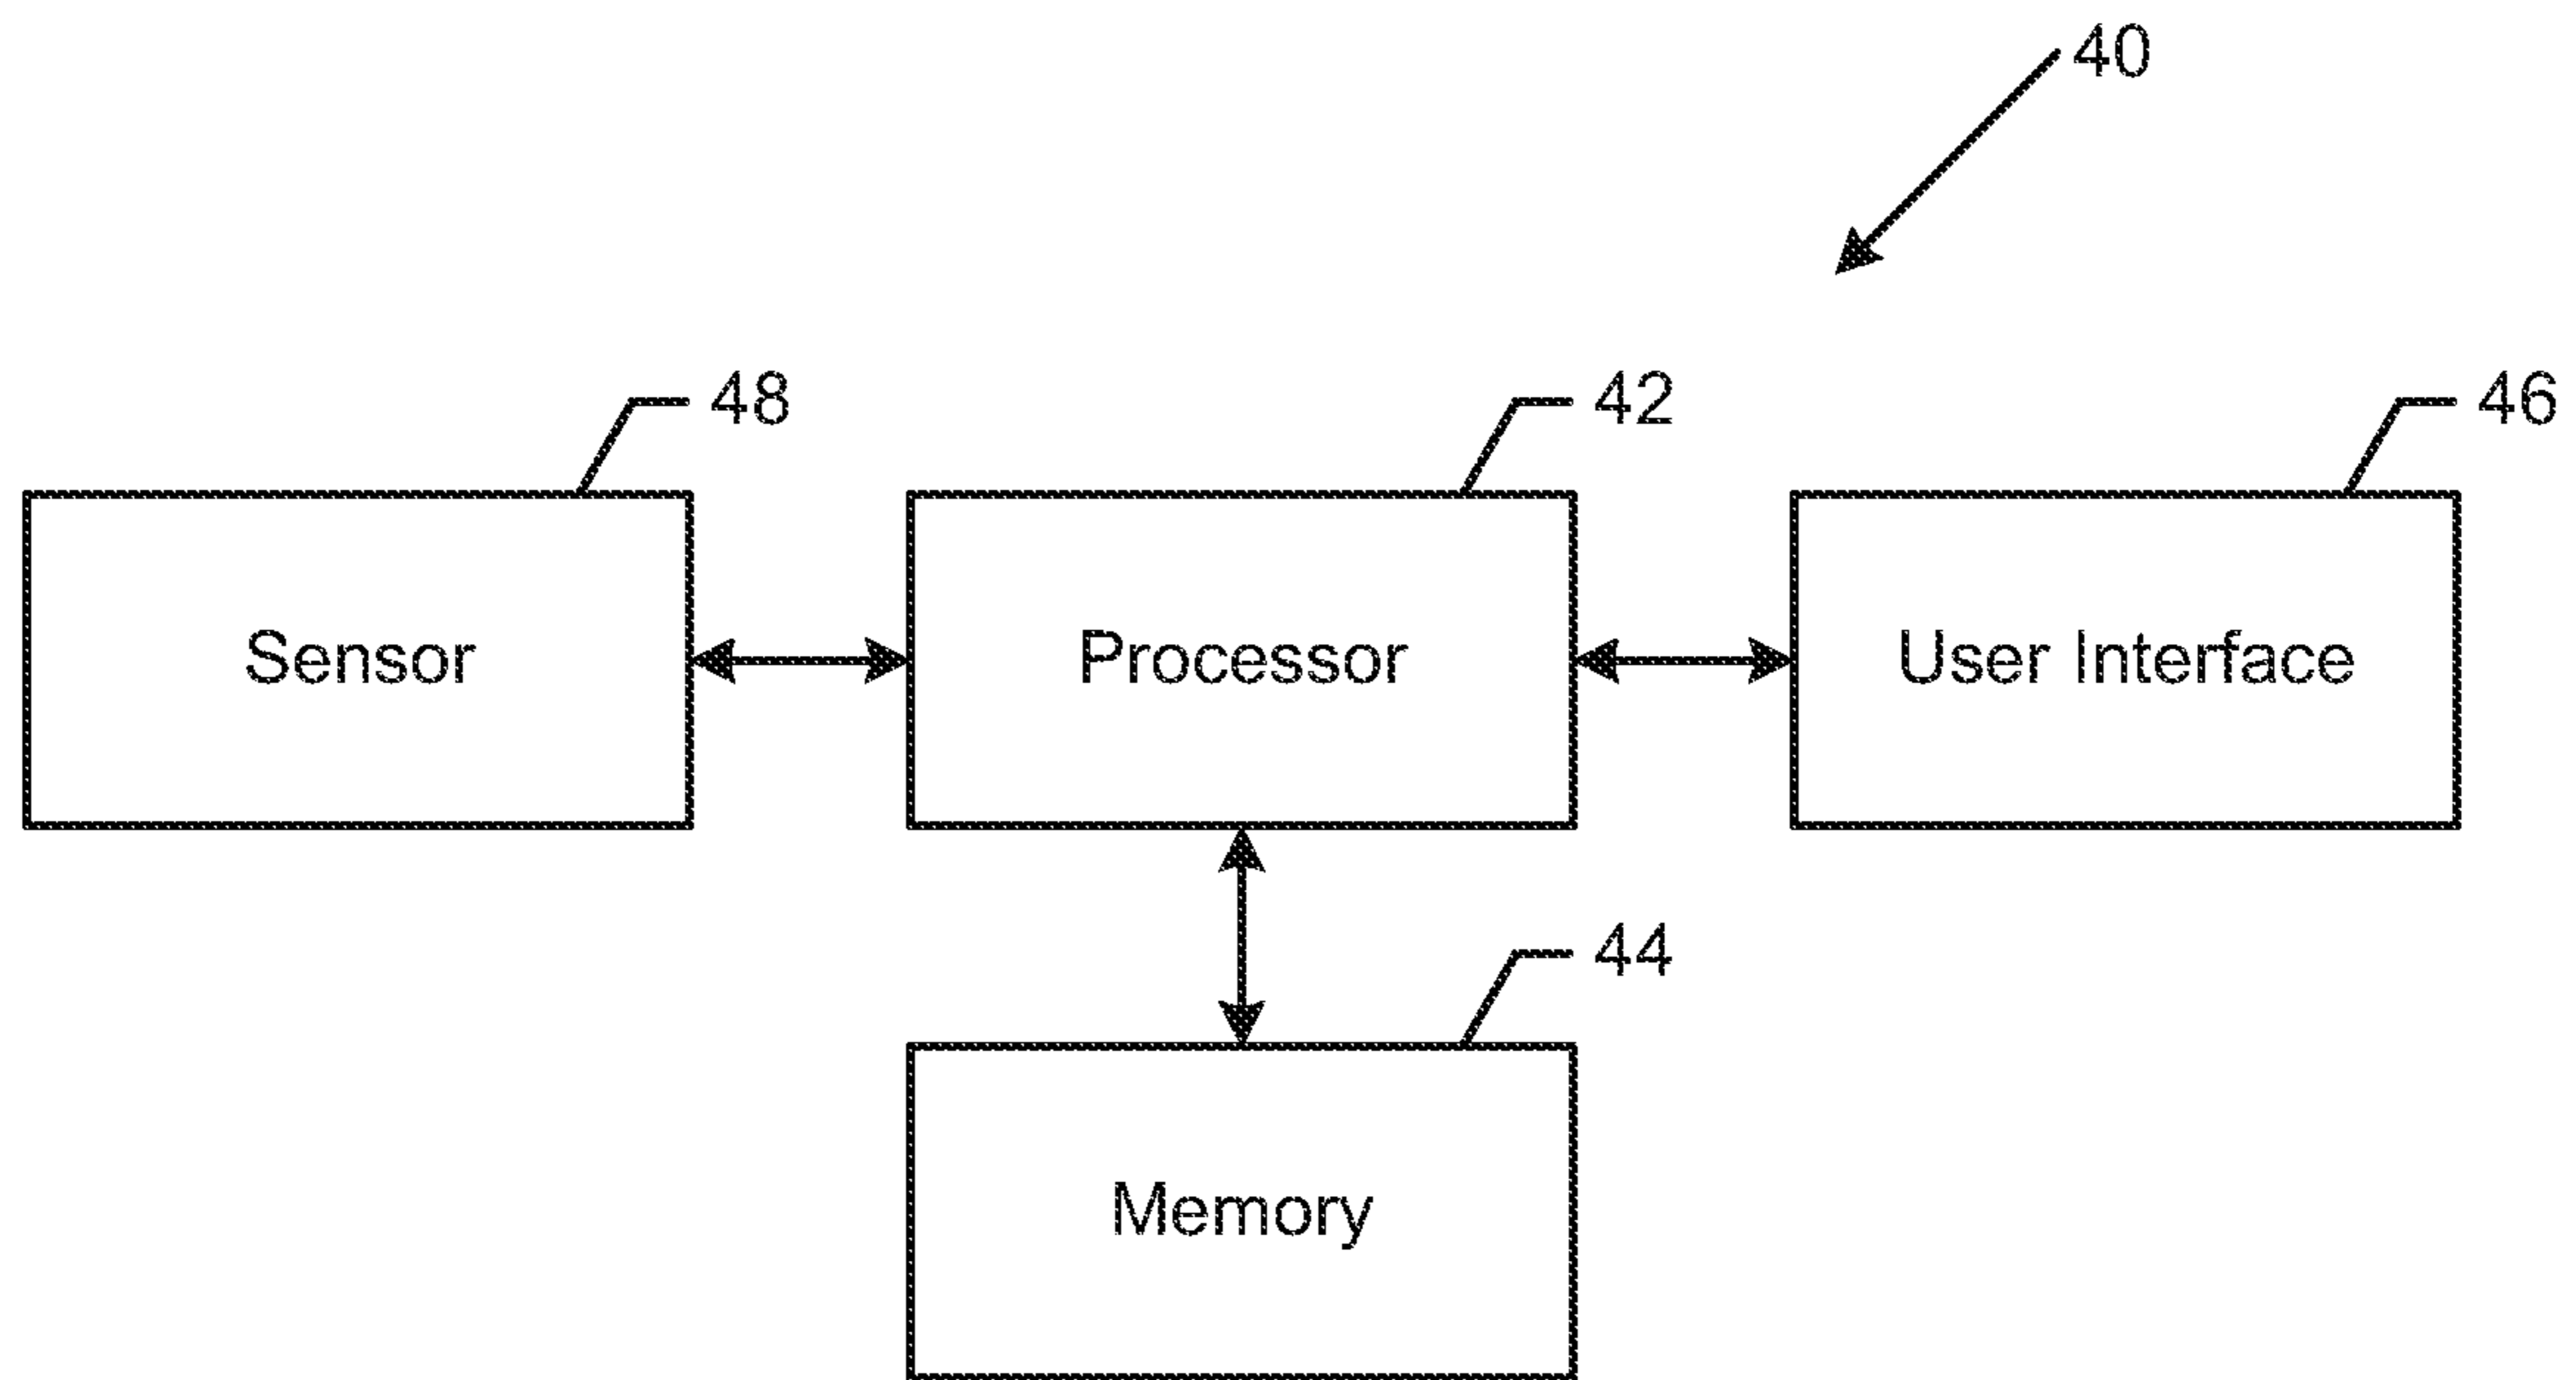 40
48
42
46
Sensor
Processor
User Interface
44
Memory